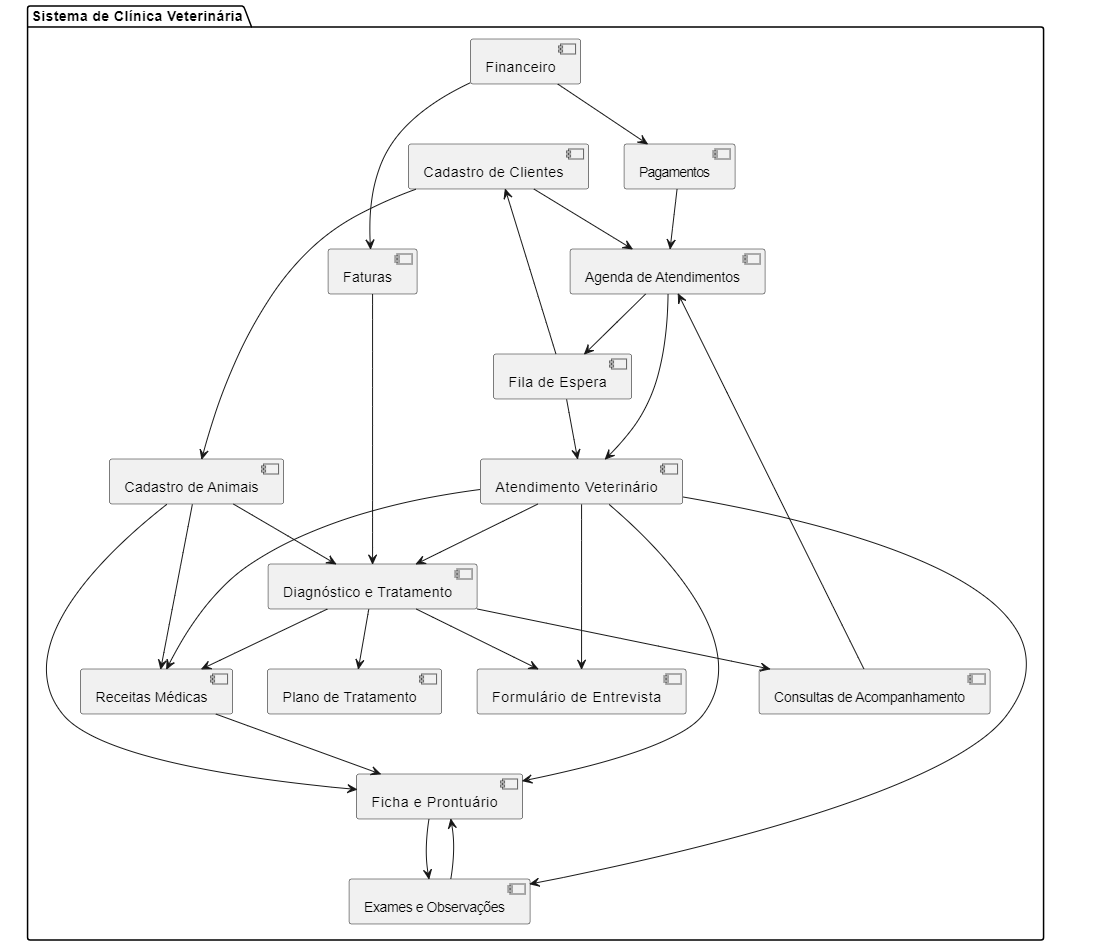 Sistema de Clínica Veterinária
Financeiro
Cadastro de Clientes
Pagamentos
Faturas
Agenda de Atendimentos
Fila de Espera
Cadastro de Animais
Atendimento Veterinário
Diagnóstico e Tratamento
Receitas Médicas
Plano de Tratamento
Formulário de Entrevista
Consultas de Acompanhamento
Ficha e Prontuário
Exames e Observações